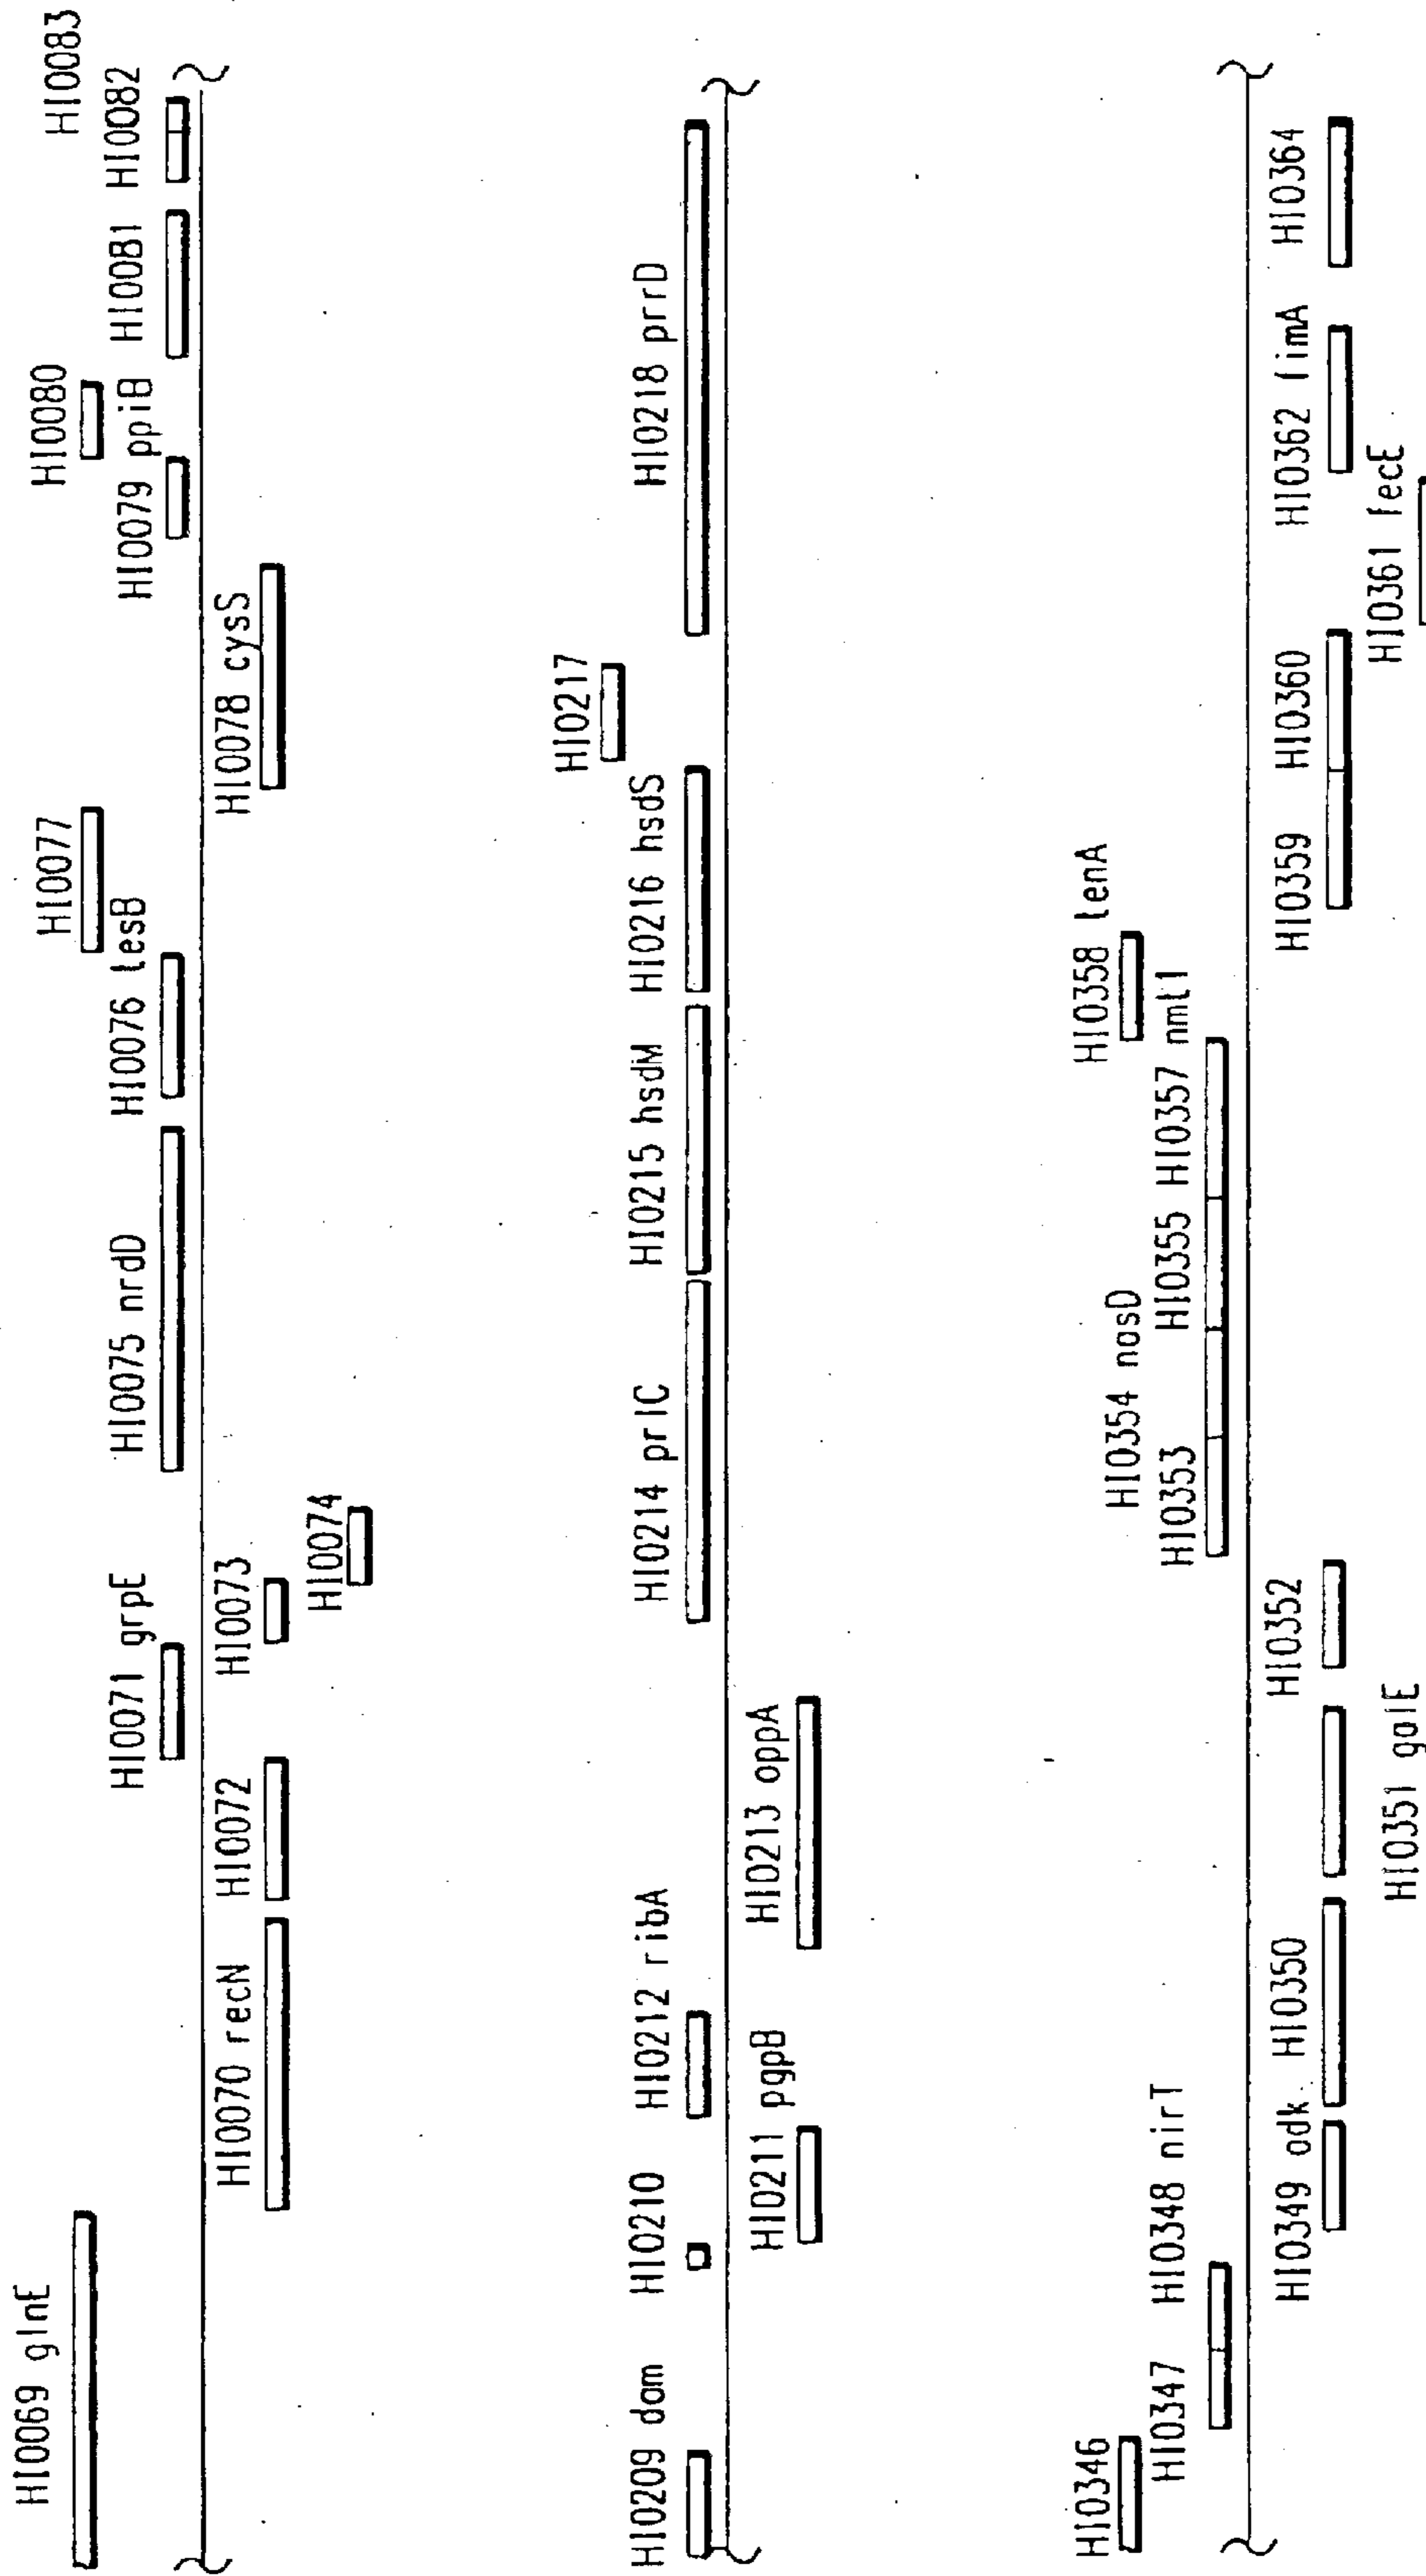 HI0069 glnE
HI0070 recN
HI0072
HI0071 grpE
HI0073
HI0074
HI0075 nrdD
HI0076 tesB
HI0077
HI0078 cysS
HI0079 ppiB
HI0080
HI0081
HI0082
HI0083
HI0209 dam
HI0210
HI0211 pgpB
HI0212 ribA
HI0213 oppA
HI0214 prlC
HI0215 hsdM
HI0216 hsdS
HI0217
HI0218 prrD
HI0346
HI0347
HI0348 nirT
HI0349 adk
HI0350
HI0351 galE
HI0352
HI0353
HI0354 nasD
HI0355
HI0357 nmt1
HI0358 tenA
HI0359
HI0360
HI0361 fecE
HI0362 fimA
HI0364